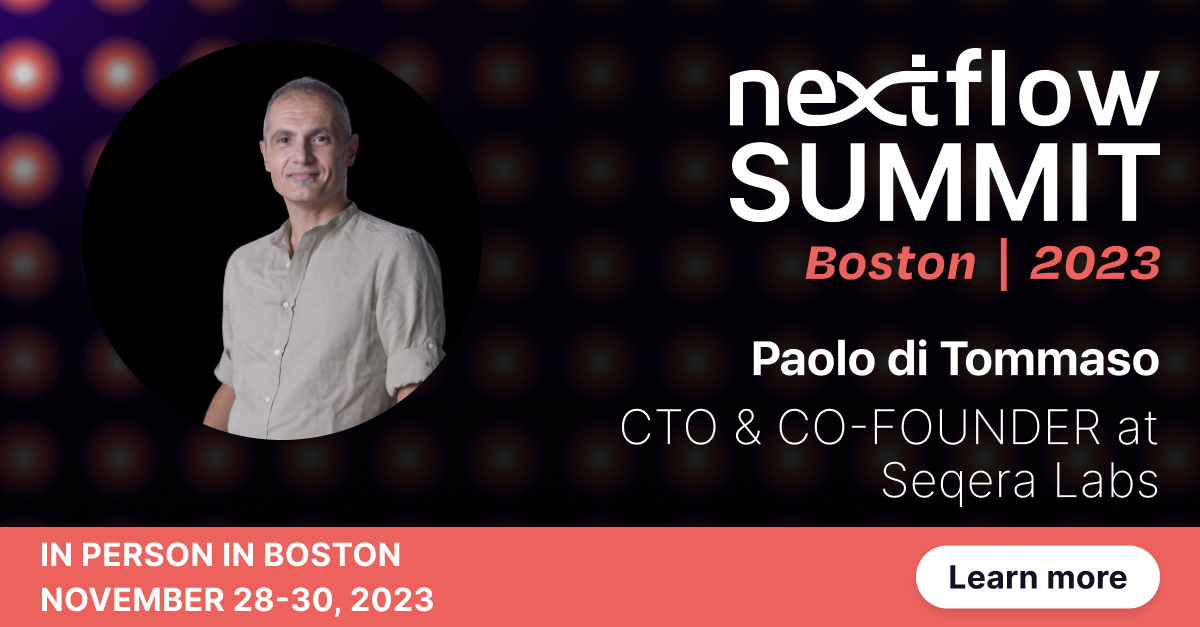 nextflow
SUMMIT
Boston | 2023
Paolo di Tommaso
CTO & CO-FOUNDER at
Seqera Labs
IN PERSON IN BOSTON
NOVEMBER 28-30, 2023
Learn more